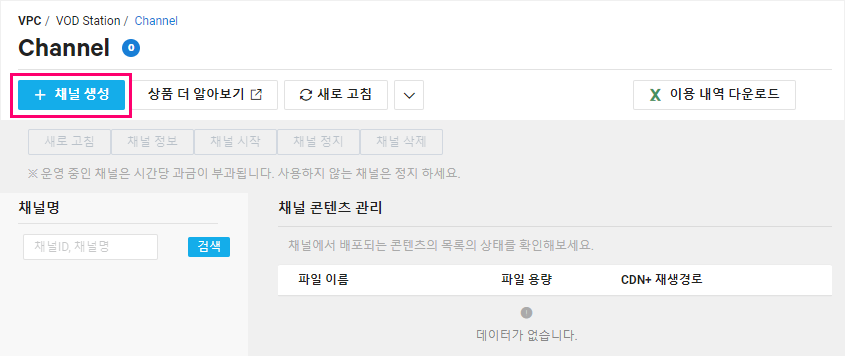 VPC / VOD Station / Channel
Channel 0
+ 채널 생성 상품 더 알아보기 새로 고침 X 이용 내역 다운로드
새로 고침 채널 정보 채널 시작 채널 정지 채널 삭제
※ 운영 중인 채널은 시간당 과금이 부과됩니다. 사용하지 않는 채널은 정지 하세요.
채널명
채널ID, 채널명 검색
채널 콘텐츠 관리
채널에서 배포되는 콘텐츠의 목록의 상태를 확인해보세요.
파일 이름 파일 용량 CDN+ 재생경로
데이터가 없습니다.